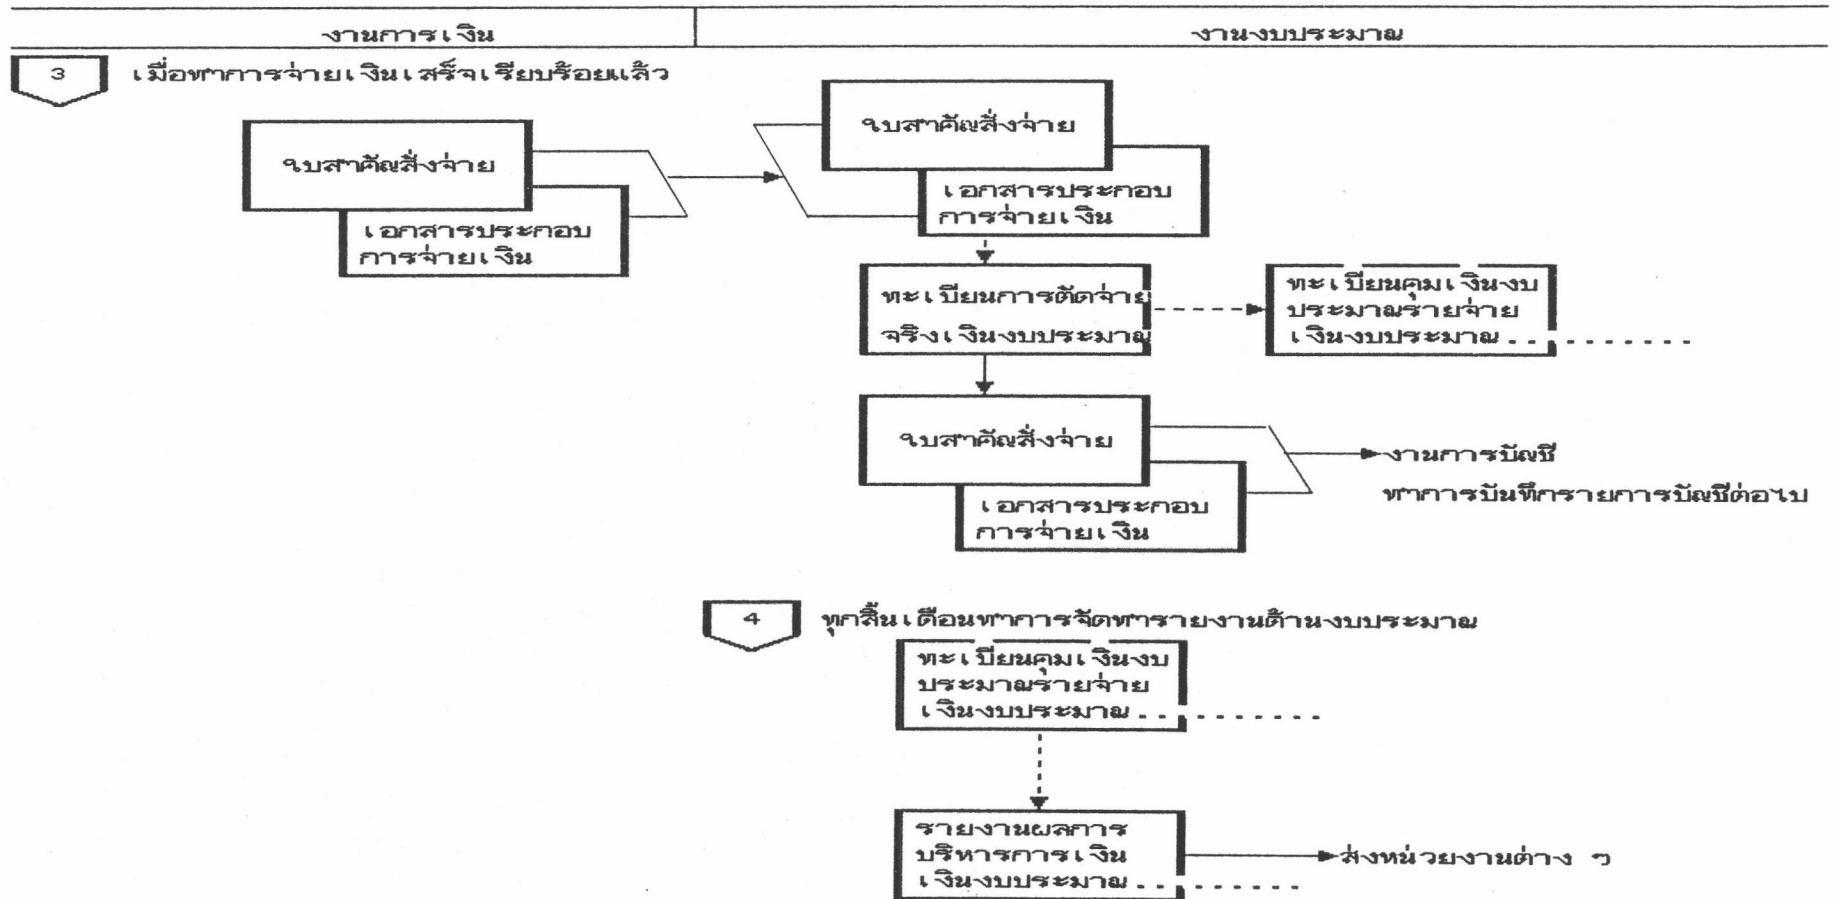 งานการเงิน
งานงบประมาณ
3
เมื่อทำการจ่ายเงินเสร็จเรียบร้อยแล้ว
ใบสำคัญสั่งจ่าย
เอกสารประกอบ
การจ่ายเงิน
ใบสำคัญสั่งจ่าย
เอกสารประกอบ
การจ่ายเงิน
ทะเบียนการตัดจ่าย
จริงเงินงบประมาณ
ทะเบียนคุมเงินงบ
ประมาณรายจ่าย
เงินงบประมาณ..........
ใบสำคัญสั่งจ่าย
เอกสารประกอบ
การจ่ายเงิน
งานการบัญชี
ทำการบันทึกรายการบัญชีต่อไป
4
ทุกสิ้นเดือนทำการจัดทำรายงานด้านงบประมาณ
ทะเบียนคุมเงินงบ
ประมาณรายจ่าย
เงินงบประมาณ..........
รายงานผลการ
บริหารการเงิน
เงินงบประมาณ.........
ส่งหน่วยงานต่าง ๆ